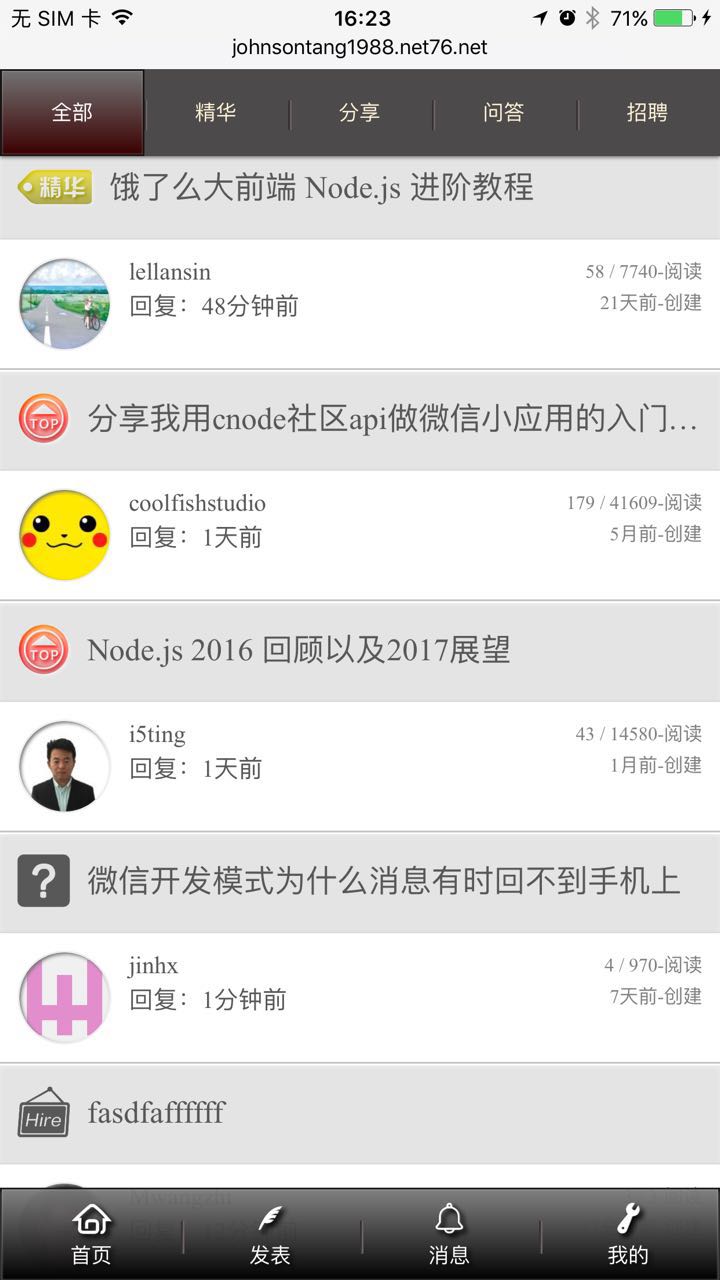 无 SIM 卡 16:23 71%
johnsontang1988.net76.net
全部 精华 分享 问答 招聘
精华 饿了么大前端 Node.js 进阶教程
lellansin 58 / 7740-阅读
回复：48分钟前 21天前-创建
TOP 分享我用cnode社区api做微信小应用的入门…
coolfishstudio 179 / 41609-阅读
回复：1天前 5月前-创建
TOP Node.js 2016 回顾以及2017展望
i5ting 43 / 14580-阅读
回复：1天前 1月前-创建
? 微信开发模式为什么消息有时回不到手机上
jinhx 4 / 970-阅读
回复：1分钟前 7天前-创建
Hire fasdfaffffff
首页 发表 消息 我的